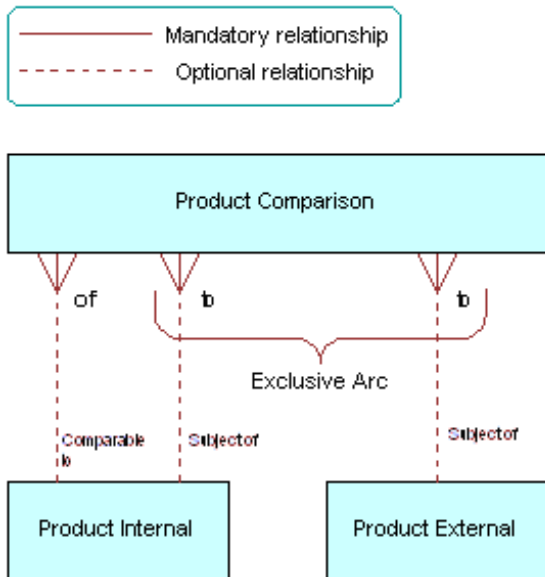 Mandatory relationship
Optional relationship
Product Comparison
of
to
to
Exclusive Arc
Comparable
to
Subject of
Subject of
Product Internal
Product External